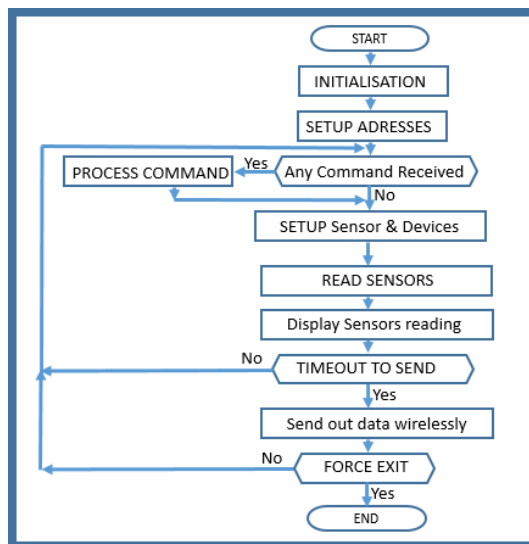 START
INITIALISATION
SETUP ADRESSES
Any Command Received
Yes
PROCESS COMMAND
No
SETUP Sensor & Devices
READ SENSORS
Display Sensors reading
TIMEOUT TO SEND
No
Yes
Send out data wirelessly
FORCE EXIT
No
Yes
END